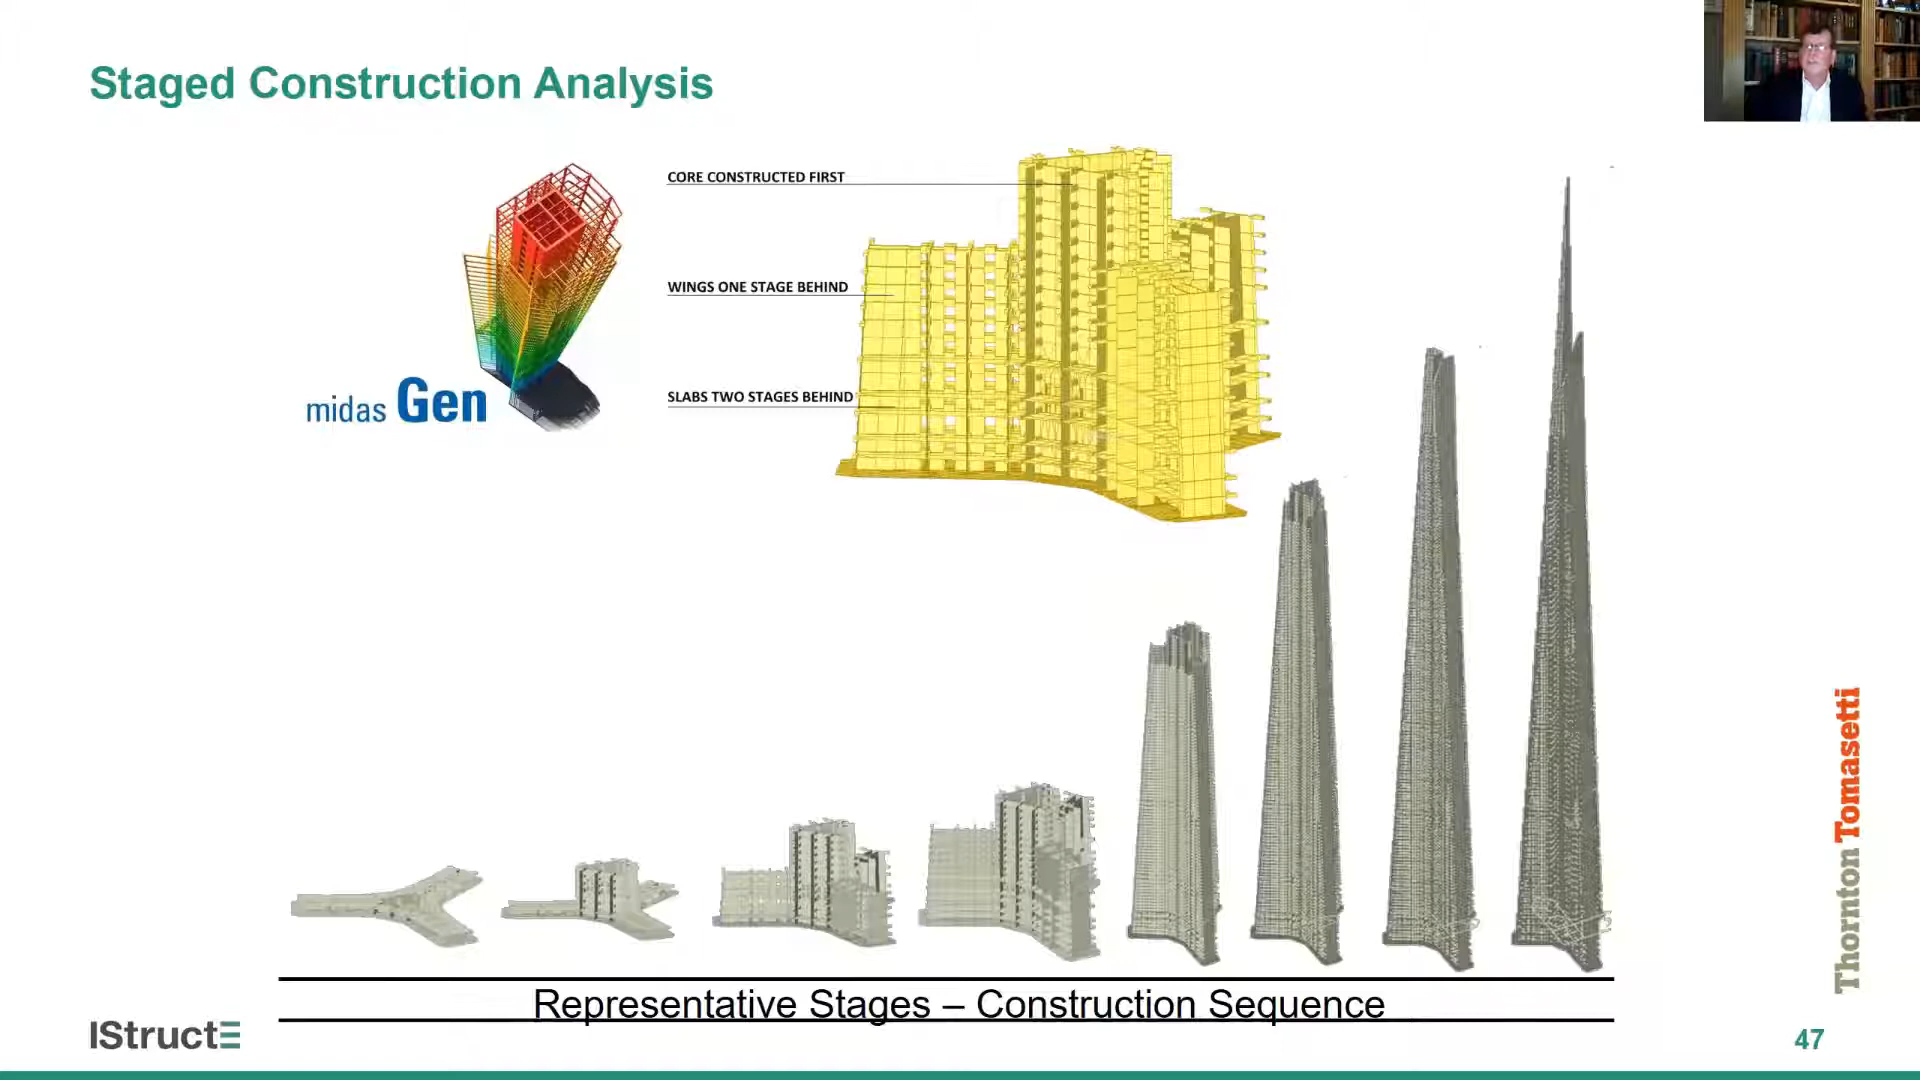 Staged Construction Analysis
CORE CONSTRUCTED FIRST
WINGS ONE STAGE BEHIND
SLABS TWO STAGES BEHIND
midas Gen
Representative Stages – Construction Sequence
Thornton Tomasetti
IStructE
47